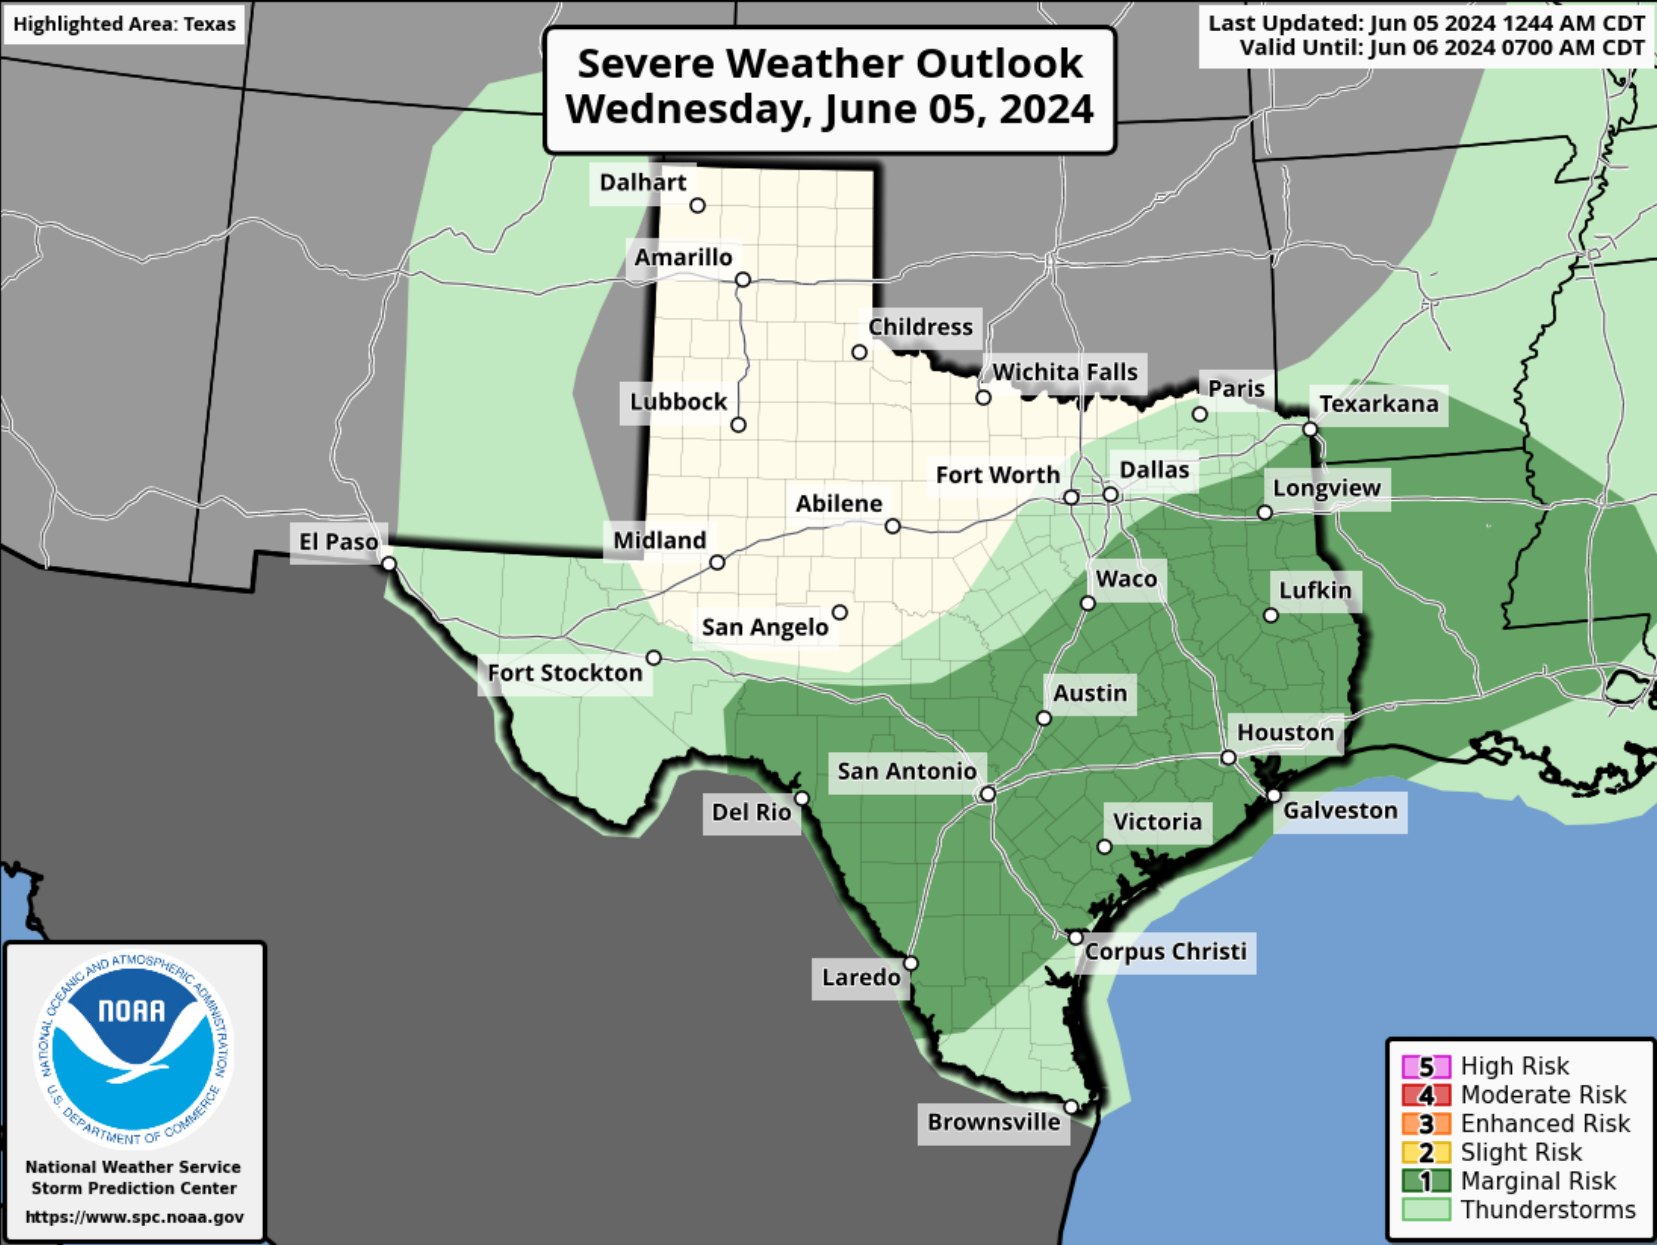 Highlighted Area: Texas
Severe Weather Outlook
Wednesday, June 05, 2024
Last Updated: Jun 05 2024 1244 AM CDT
Valid Until: Jun 06 2024 0700 AM CDT
Dalhart
Amarillo
Childress
Wichita Falls
Paris
Lubbock
Texarkana
Fort Worth
Dallas
Longview
Abilene
El Paso
Midland
Waco
Lufkin
San Angelo
Fort Stockton
Austin
Houston
San Antonio
Del Rio
Victoria
Galveston
Corpus Christi
Laredo
Brownsville
NATIONAL OCEANIC AND ATMOSPHERIC ADMINISTRATION
NOAA
U.S. DEPARTMENT OF COMMERCE
National Weather Service
Storm Prediction Center
https://www.spc.noaa.gov
5 High Risk
4 Moderate Risk
3 Enhanced Risk
2 Slight Risk
1 Marginal Risk
Thunderstorms